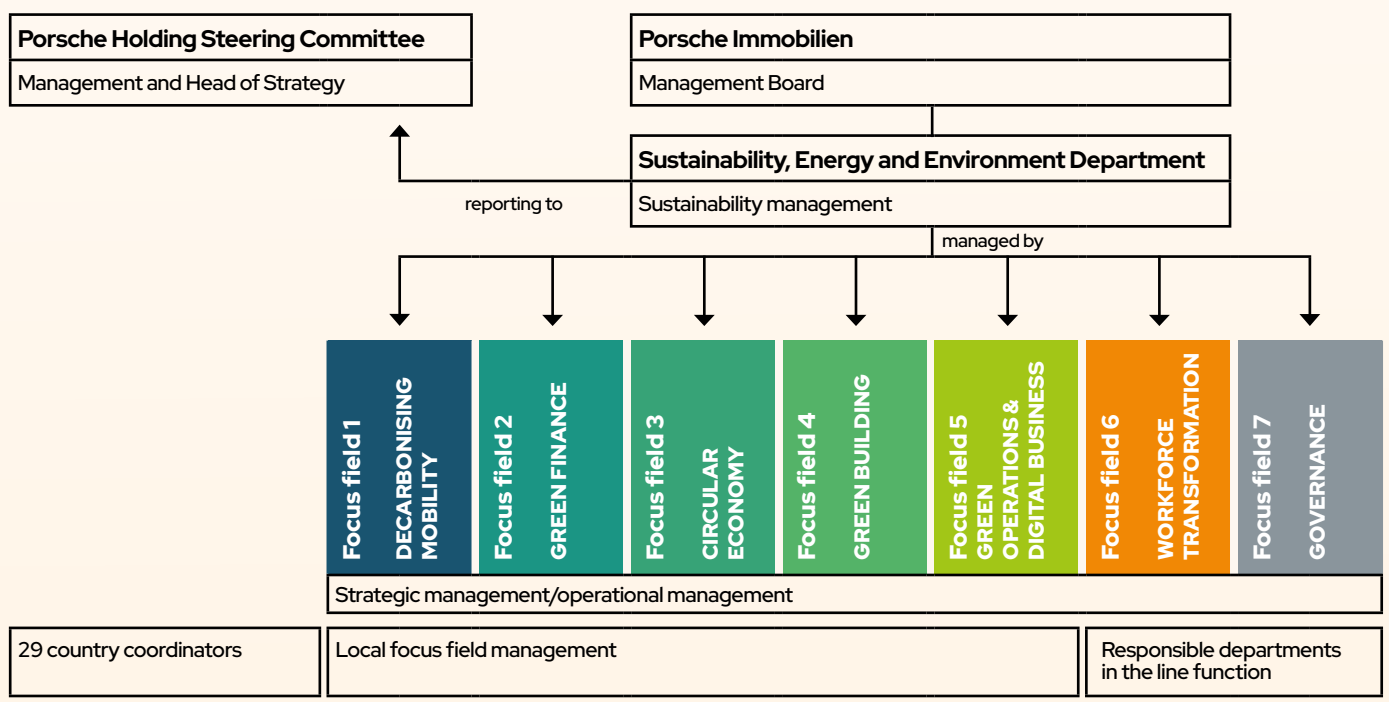 Porsche Holding Steering Committee
Management and Head of Strategy
Porsche Immobilien
Management Board
Sustainability, Energy and Environment Department
Sustainability management
reporting to
managed by
Focus field 1
DECARBONISING
MOBILITY
Focus field 2
GREEN FINANCE
Focus field 3
CIRCULAR
ECONOMY
Focus field 4
GREEN BUILDING
Focus field 5
GREEN
OPERATIONS &
DIGITAL BUSINESS
Focus field 6
WORKFORCE
TRANSFORMATION
Focus field 7
GOVERNANCE
Strategic management/operational management
29 country coordinators
Local focus field management
Responsible departments
in the line function